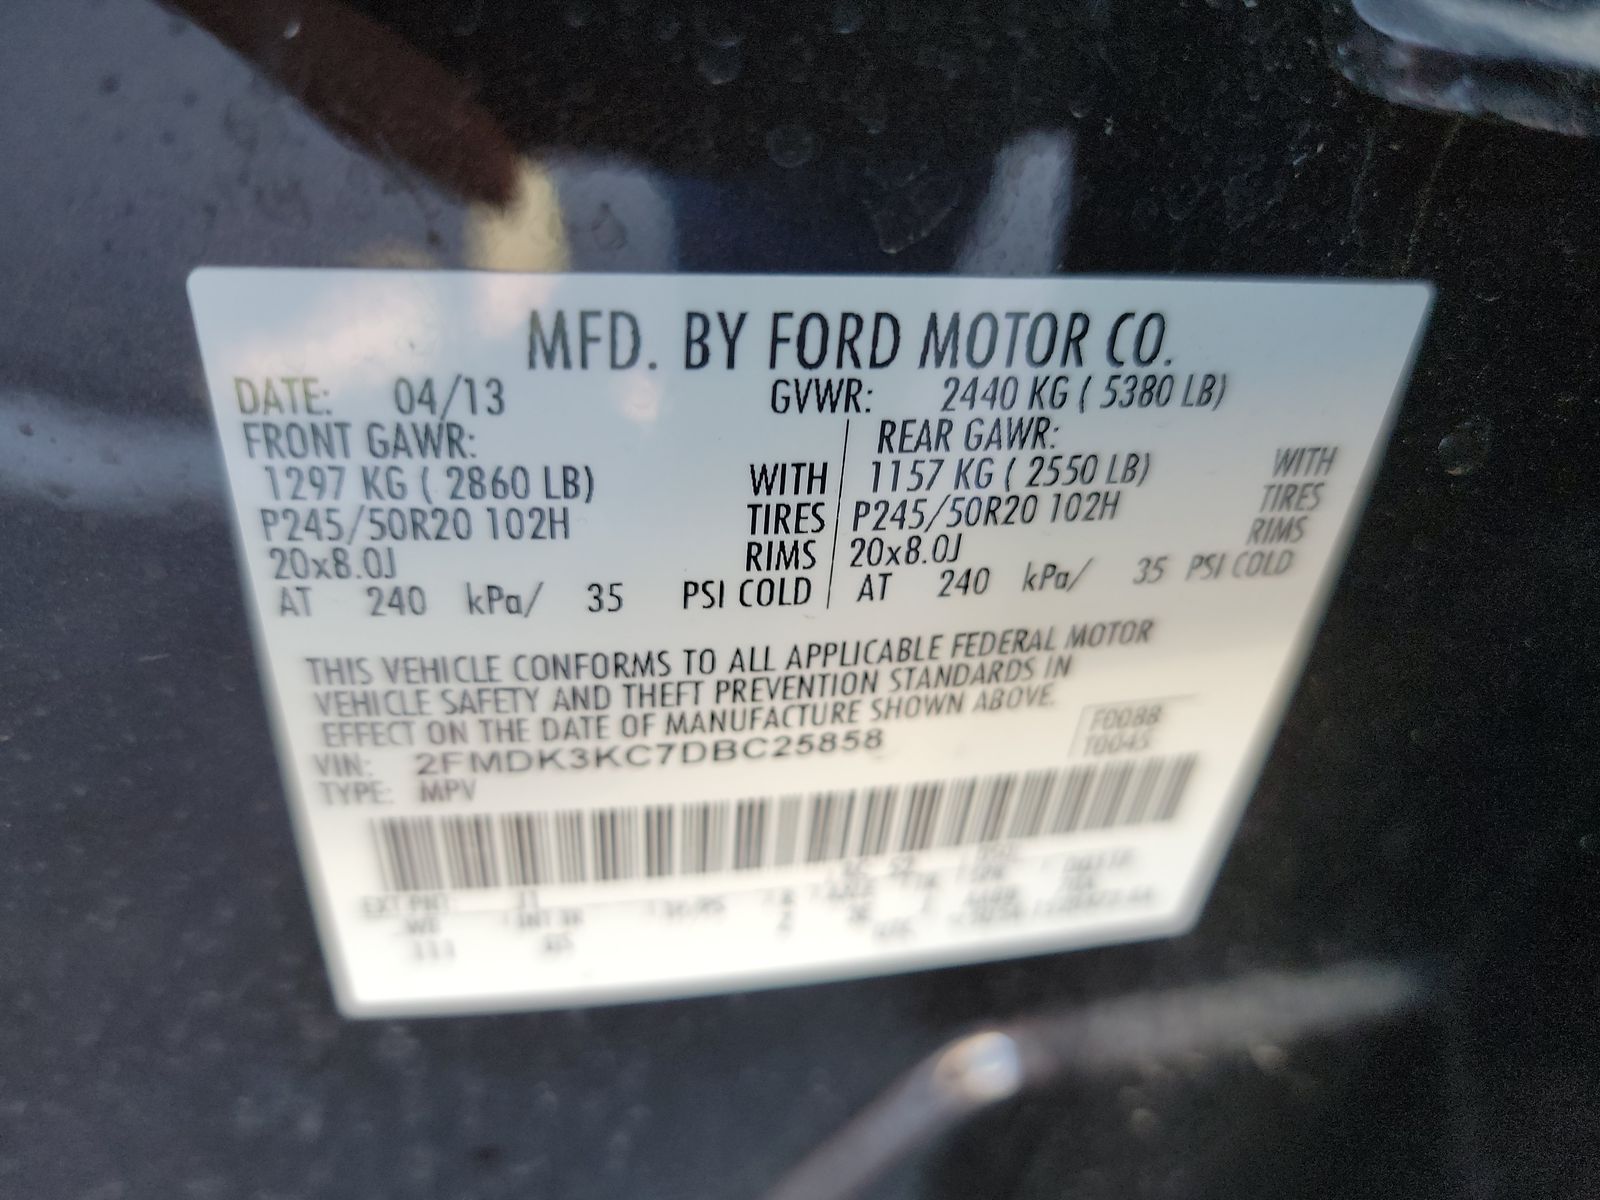 MFD. BY FORD MOTOR CO.
DATE: 04/13 GVWR: 2440 KG ( 5380 LB)
FRONT GAWR: REAR GAWR:
1297 KG ( 2860 LB) WITH 1157 KG ( 2550 LB) WITH
P245/50R20 102H TIRES P245/50R20 102H TIRES
20x8.0J RIMS 20x8.0J RIMS
AT 240 kPa/ 35 PSI COLD AT 240 kPa/ 35 PSI COLD
THIS VEHICLE CONFORMS TO ALL APPLICABLE FEDERAL MOTOR
VEHICLE SAFETY AND THEFT PREVENTION STANDARDS IN
EFFECT ON THE DATE OF MANUFACTURE SHOWN ABOVE.
VIN: 2FMDK3KC7DBC25858
F0088
T0045
TYPE: MPV
EXT PNT: